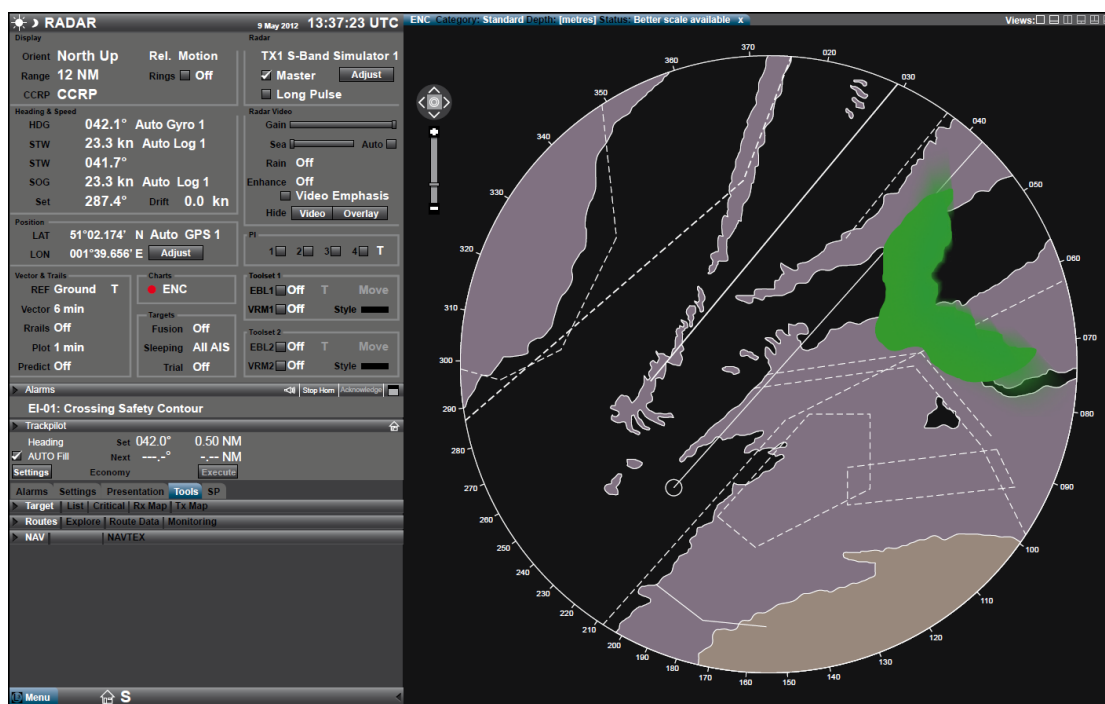 RADAR 9 May 2012 13:37:23 UTC
Display
Orient North Up Rel. Motion
Range 12 NM Rings Off
CCRP CCRP
Radar
TX1 S-Band Simulator 1
Master Adjust
Long Pulse
Heading & Speed
HDG 042.1° Auto Gyro 1
STW 23.3 kn Auto Log 1
STW 041.7°
SOG 23.3 kn Auto Log 1
Set 287.4° Drift 0.0 kn
Radar Video
Gain
Sea Auto
Rain Off
Enhance Off
Video Emphasis
Hide Video Overlay
Position
LAT 51°02.174' N Auto GPS 1
LON 001°39.656' E Adjust
PI
1 2 3 4 T
Vector & Trails
REF Ground T
Vector 6 min
Rrails Off
Plot 1 min
Predict Off
Charts
ENC
Targets
Fusion Off
Sleeping All AIS
Trial Off
Toolset 1
EBL1 Off T Move
VRM1 Off Style
Toolset 2
EBL2 Off T Move
VRM2 Off Style
Alarms Stop Horn Acknowledge
EI-01: Crossing Safety Contour
Trackpilot
Heading Set 042.0° 0.50 NM
AUTO Fill Next ---.-° -.-- NM
Settings Economy Execute
Alarms Settings Presentation Tools SP
Target List Critical Rx Map Tx Map
Routes Explore Route Data Monitoring
NAV NAVTEX
Menu S
ENC Category: Standard Depth: [metres] Status: Better scale available x
Views:
370
020
030
040
050
060
070
080
090
100
110
120
130
140
150
160
170
180
190
200
210
220
230
240
250
260
270
280
290
300
310
320
330
340
350
360